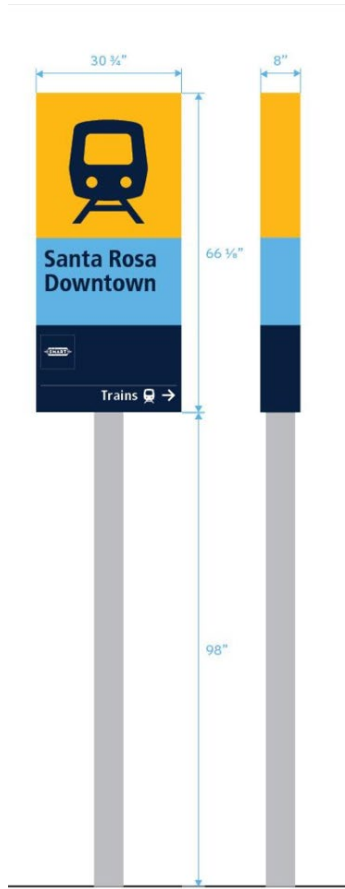 30 ¾”
8”
66 ⅛”
Santa Rosa
Downtown
SMART
Trains →
98”